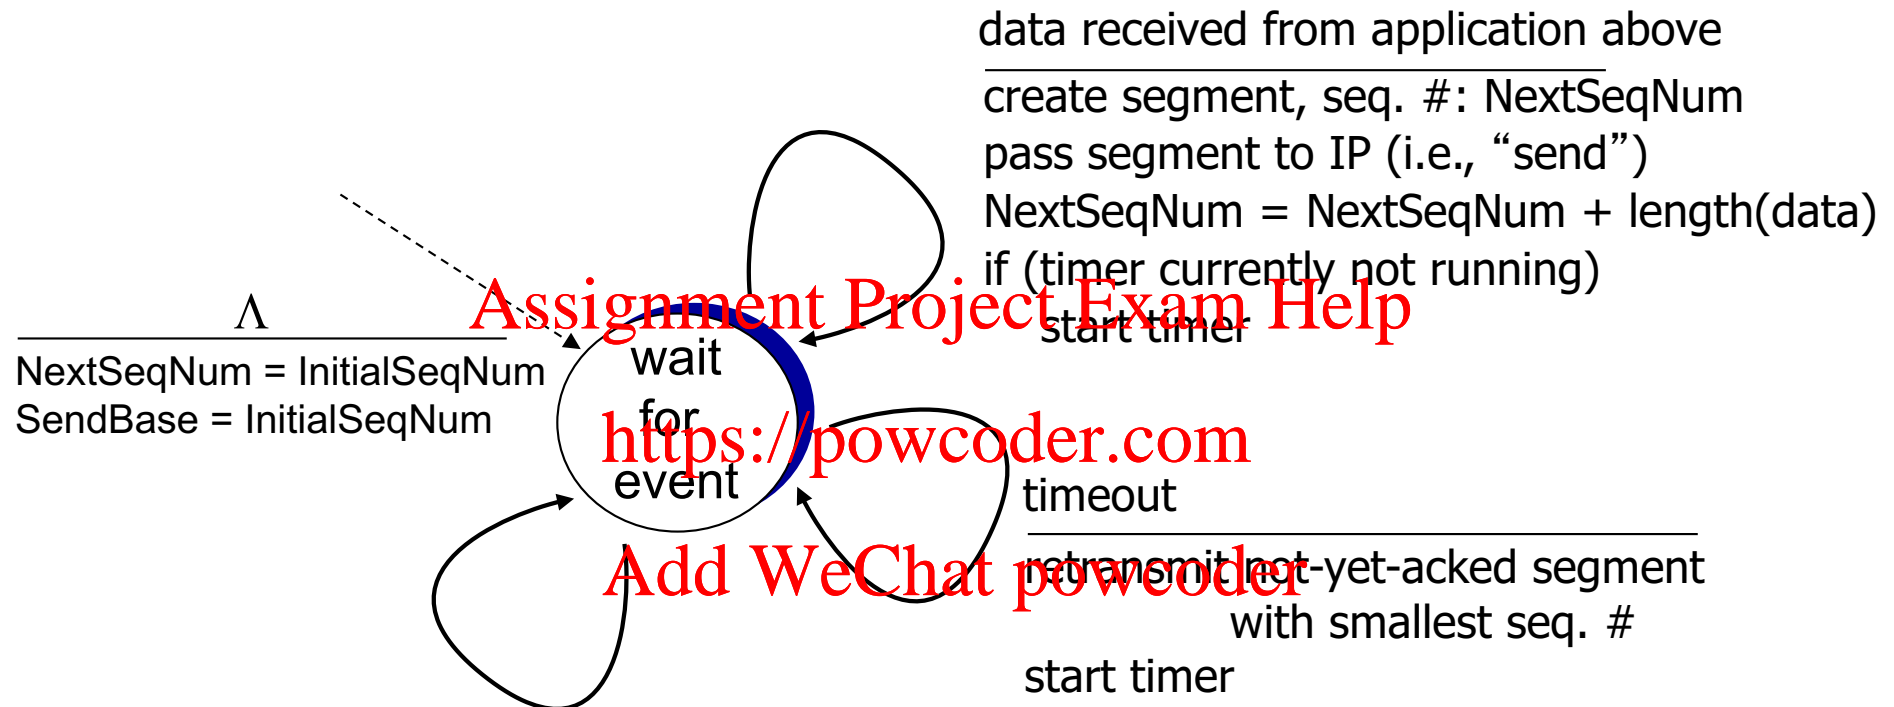 data received from application above
create segment, seq. #: NextSeqNum
pass segment to IP (i.e., “send”)
NextSeqNum = NextSeqNum + length(data)
if (timer currently not running)
start timer
Λ
NextSeqNum = InitialSeqNum
SendBase = InitialSeqNum
wait
for
event
Assignment Project Exam Help
https://powcoder.com
Add WeChat powcoder
timeout
retransmit not-yet-acked segment
with smallest seq. #
start timer